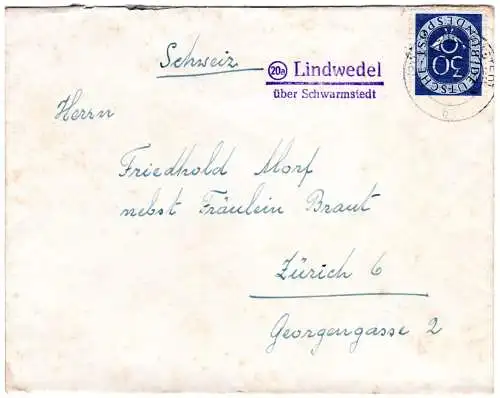 Schweiz
20a Lindwedel
über Schwarmstedt
30
DEUTSCHE BUNDESPOST
Herrn
Friedhold Morf
nebst Fräulein Braut
Zürich 6
Georgengasse 2